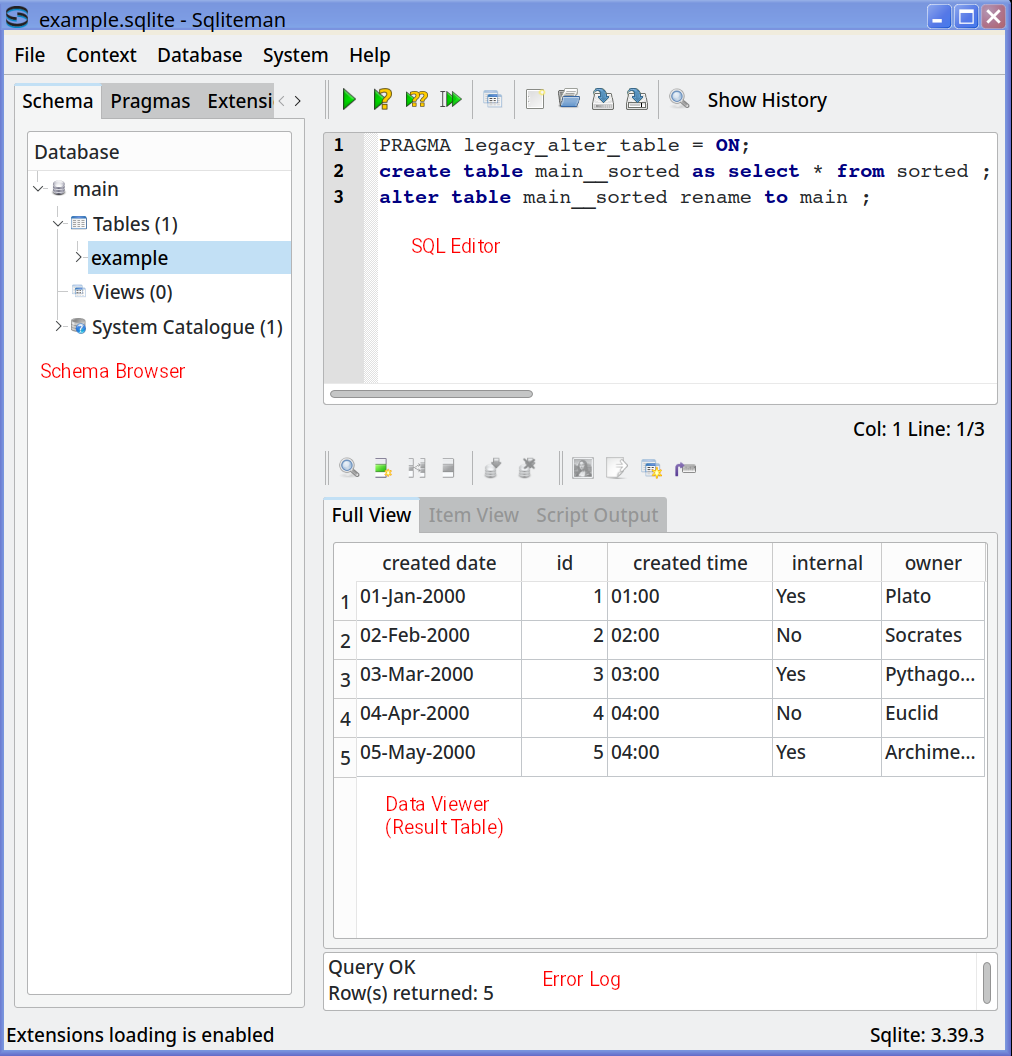 example.sqlite - Sqliteman
File Context Database System Help
Schema Pragmas Extensi
Show History
Database
main
Tables (1)
example
Views (0)
System Catalogue (1)
Schema Browser
1 PRAGMA legacy_alter_table = ON;
2 create table main__sorted as select * from sorted ;
3 alter table main__sorted rename to main ;
SQL Editor
Col: 1 Line: 1/3
Full View Item View Script Output
created date id created time internal owner
1 01-Jan-2000 1 01:00 Yes Plato
2 02-Feb-2000 2 02:00 No Socrates
3 03-Mar-2000 3 03:00 Yes Pythago...
4 04-Apr-2000 4 04:00 No Euclid
5 05-May-2000 5 04:00 Yes Archime...
Data Viewer
(Result Table)
Query OK
Row(s) returned: 5
Error Log
Extensions loading is enabled
Sqlite: 3.39.3